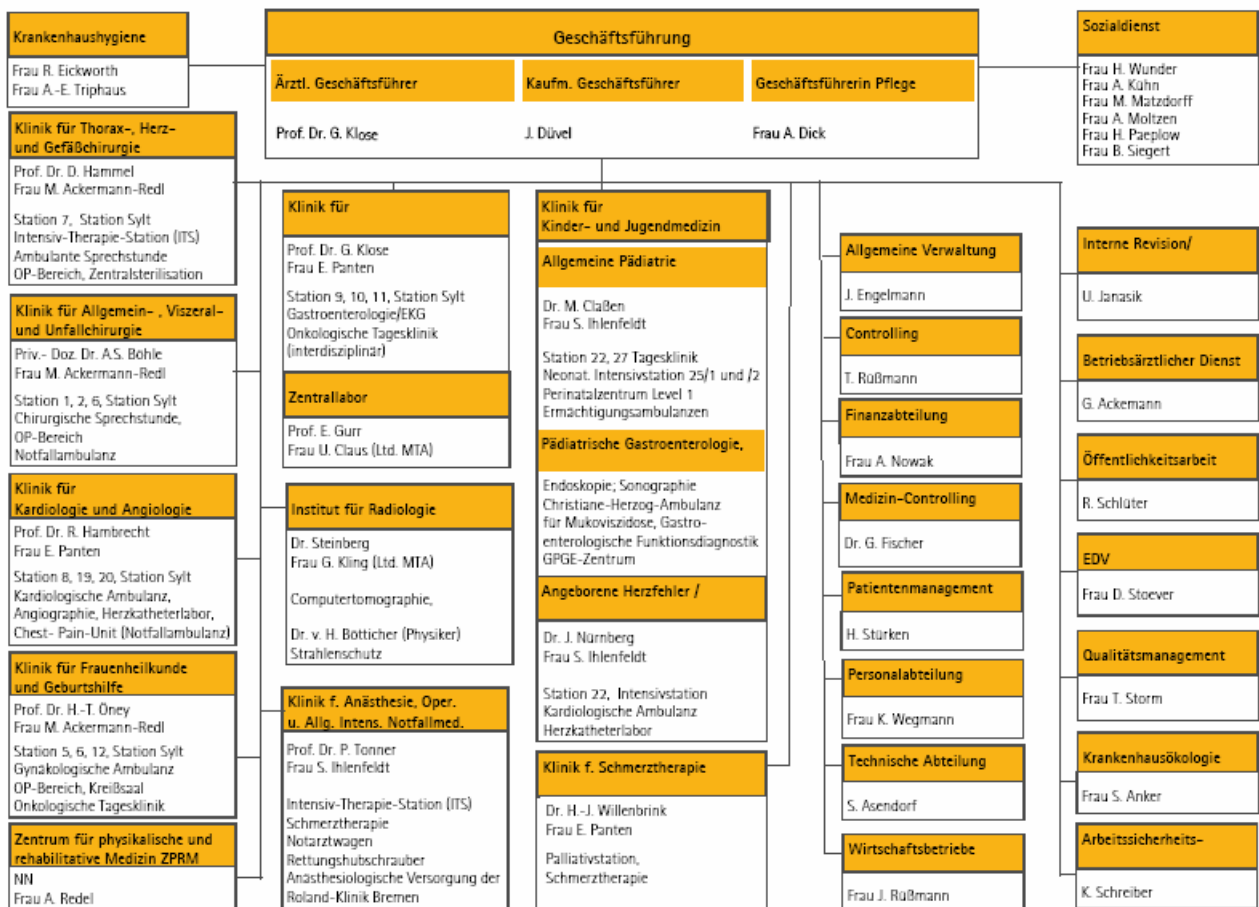 Krankenhaushygiene
Frau R. Eickworth
Frau A.-E. Triphaus
Geschäftsführung
Ärztl. Geschäftsführer
Kaufm. Geschäftsführer
Geschäftsführerin Pflege
Prof. Dr. G. Klose
J. Düvel
Frau A. Dick
Sozialdienst
Frau H. Wunder
Frau A. Kühn
Frau M. Matzdorff
Frau A. Moltzen
Frau H. Paeplow
Frau B. Siegert
Klinik für Thorax-, Herz-
und Gefäßchirurgie
Prof. Dr. D. Hammel
Frau M. Ackermann-Redl
Station 7, Station Sylt
Intensiv-Therapie-Station (ITS)
Ambulante Sprechstunde
OP-Bereich, Zentralsterilisation
Klinik für Allgemein- , Viszeral-
und Unfallchirurgie
Priv.- Doz. Dr. A.S. Böhle
Frau M. Ackermann-Redl
Station 1, 2, 6, Station Sylt
Chirurgische Sprechstunde,
OP-Bereich
Notfallambulanz
Klinik für
Kardiologie und Angiologie
Prof. Dr. R. Hambrecht
Frau E. Panten
Station 8, 19, 20, Station Sylt
Kardiologische Ambulanz,
Angiographie, Herzkatheterlabor,
Chest- Pain-Unit (Notfallambulanz)
Klinik für Frauenheilkunde
und Geburtshilfe
Prof. Dr. H.-T. Öney
Frau M. Ackermann-Redl
Station 5, 6, 12, Station Sylt
Gynäkologische Ambulanz
OP-Bereich, Kreißsaal
Onkologische Tagesklinik
Zentrum für physikalische und
rehabilitative Medizin ZPRM
NN
Frau A. Redel
Klinik für
Prof. Dr. G. Klose
Frau E. Panten
Station 9, 10, 11, Station Sylt
Gastroenterologie/EKG
Onkologische Tagesklinik
(interdisziplinär)
Zentrallabor
Prof. E. Gurr
Frau U. Claus (Ltd. MTA)
Institut für Radiologie
Dr. Steinberg
Frau G. Kling (Ltd. MTA)
Computertomographie,
Dr. v. H. Bötticher (Physiker)
Strahlenschutz
Klinik f. Anästhesie, Oper.
u. Allg. Intens. Notfallmed.
Prof. Dr. P. Tonner
Frau S. Ihlenfeldt
Intensiv-Therapie-Station (ITS)
Schmerztherapie
Notarztwagen
Rettungshubschrauber
Anästhesiologische Versorgung der
Roland-Klinik Bremen
Klinik für
Kinder- und Jugendmedizin
Allgemeine Pädiatrie
Dr. M. Claßen
Frau S. Ihlenfeldt
Station 22, 27 Tagesklinik
Neonat. Intensivstation 25/1 und /2
Perinatalzentrum Level 1
Ermächtigungsambulanzen
Pädiatrische Gastroenterologie,
Endoskopie; Sonographie
Christiane-Herzog-Ambulanz
für Mukoviszidose, Gastro-
enterologische Funktionsdiagnostik
GPGE-Zentrum
Angeborene Herzfehler /
Dr. J. Nürnberg
Frau S. Ihlenfeldt
Station 22, Intensivstation
Kardiologische Ambulanz
Herzkatheterlabor
Klinik f. Schmerztherapie
Dr. H.-J. Willenbrink
Frau E. Panten
Palliativstation,
Schmerztherapie
Allgemeine Verwaltung
J. Engelmann
Controlling
T. Rüßmann
Finanzabteilung
Frau A. Nowak
Medizin-Controlling
Dr. G. Fischer
Patientenmanagement
H. Stürken
Personalabteilung
Frau K. Wegmann
Technische Abteilung
S. Asendorf
Wirtschaftsbetriebe
Frau J. Rüßmann
Interne Revision/
U. Janasik
Betriebsärztlicher Dienst
G. Ackemann
Öffentlichkeitsarbeit
R. Schlüter
EDV
Frau D. Stoever
Qualitätsmanagement
Frau T. Storm
Krankenhausökologie
Frau S. Anker
Arbeitssicherheits-
K. Schreiber